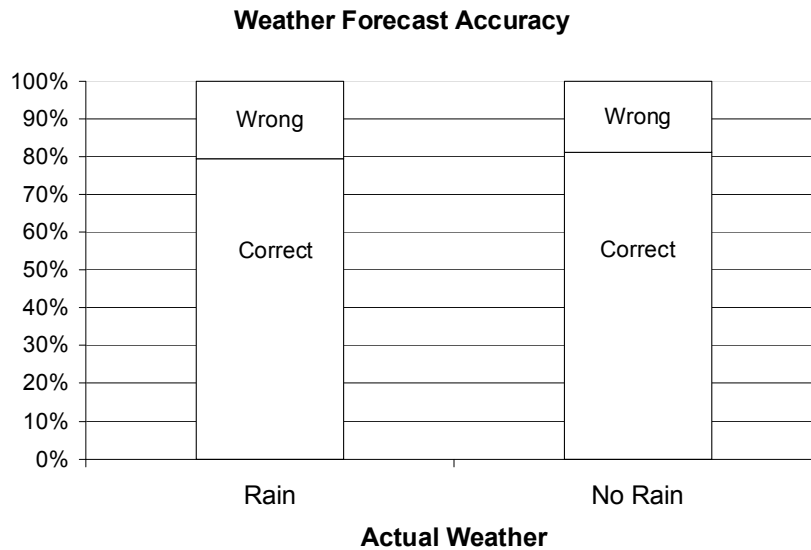 Weather Forecast Accuracy
100%
90%
80%
70%
60%
50%
40%
30%
20%
10%
0%
Wrong
Correct
Wrong
Correct
Rain
No Rain
Actual Weather